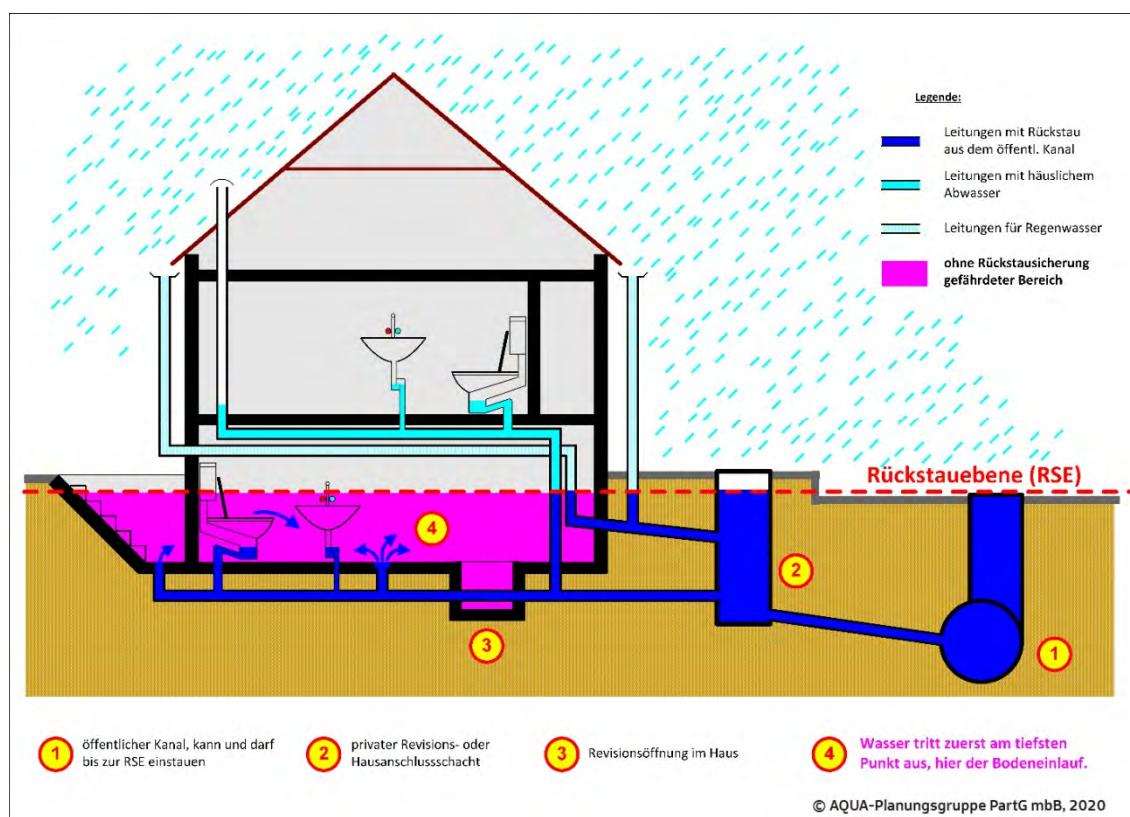 Legende:
Leitungen mit Rückstau
aus dem öffentl. Kanal
Leitungen mit häuslichem
Abwasser
Leitungen für Regenwasser
ohne Rückstausicherung
gefährdeter Bereich
Rückstauebene (RSE)
4
2
3
1
1
öffentlicher Kanal, kann und darf
bis zur RSE einstauen
2
privater Revisions- oder
Hausanschlussschacht
3
Revisionsöffnung im Haus
4
Wasser tritt zuerst am tiefsten
Punkt aus, hier der Bodeneinlauf.
© AQUA-Planungsgruppe PartG mbB, 2020